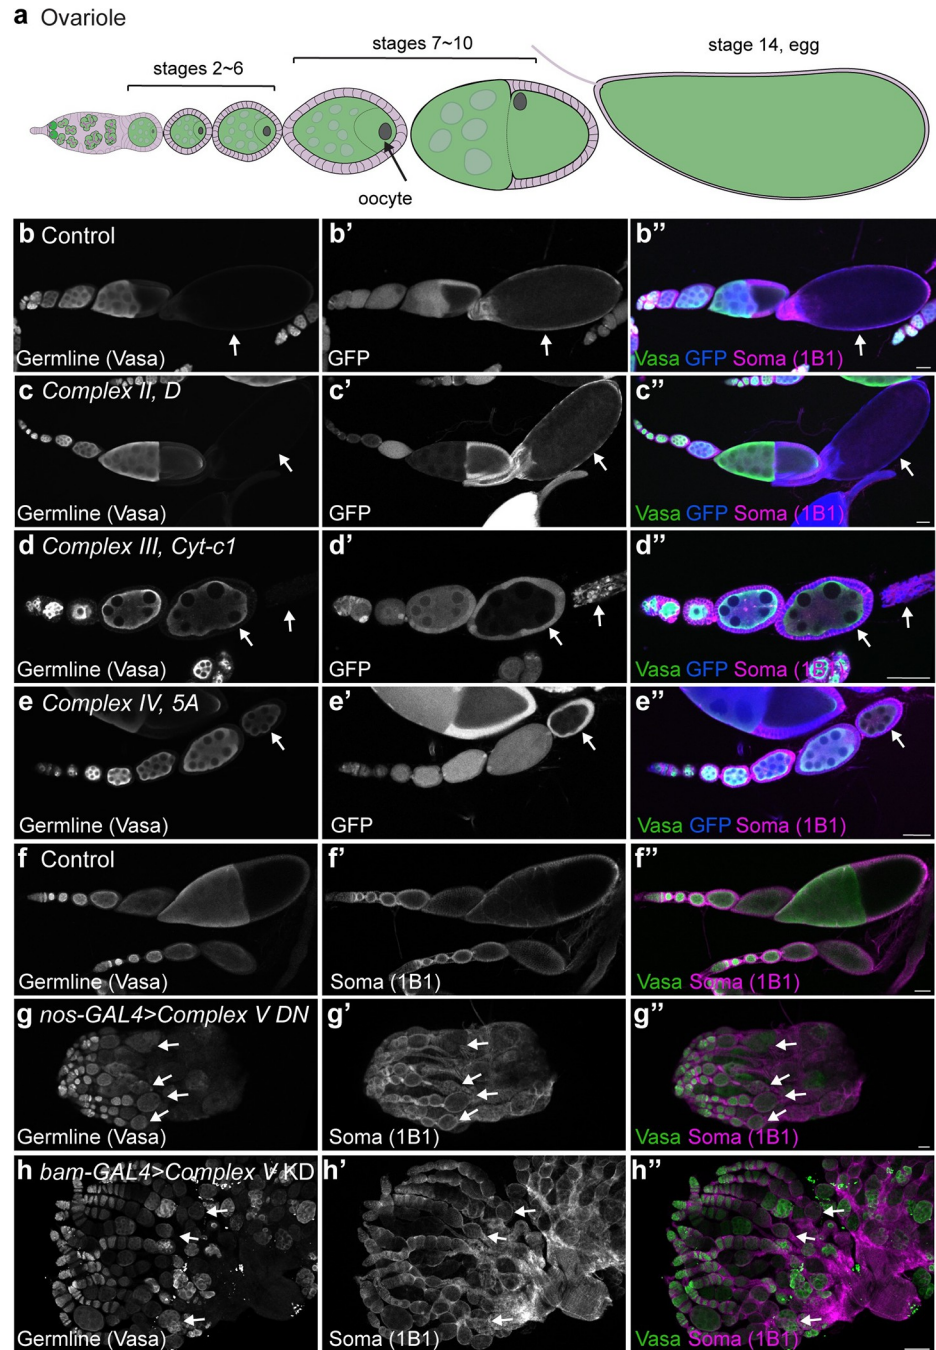 a Ovariole
stages 2~6
stages 7~10
stage 14, egg
oocyte
b Control
Germline (Vasa)
b’
GFP
b’’
Vasa GFP Soma (1B1)
c Complex II, D
Germline (Vasa)
c’
GFP
c’’
Vasa GFP Soma (1B1)
d Complex III, Cyt-c1
Germline (Vasa)
d’
GFP
d’’
Vasa GFP Soma (1B1)
e Complex IV, 5A
Germline (Vasa)
e’
GFP
e’’
Vasa GFP Soma (1B1)
f Control
Germline (Vasa)
f’
Soma (1B1)
f’’
Vasa Soma (1B1)
g nos-GAL4>Complex V DN
Germline (Vasa)
g’
Soma (1B1)
g’’
Vasa Soma (1B1)
h bam-GAL4>Complex V KD
Germline (Vasa)
h’
Soma (1B1)
h’’
Vasa Soma (1B1)